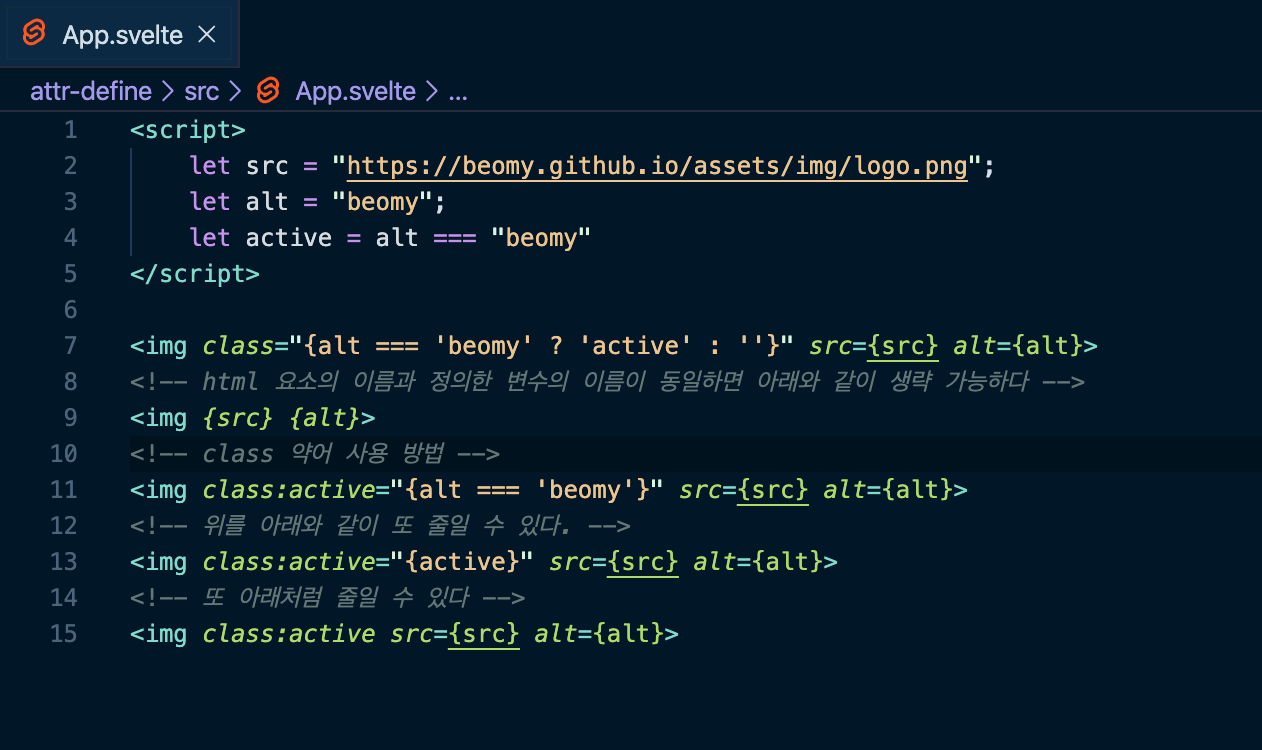 App.svelte
attr-define > src > App.svelte > ...
1 <script>
2 let src = "https://beomy.github.io/assets/img/logo.png";
3 let alt = "beomy";
4 let active = alt === "beomy"
5 </script>
6
7 <img class="{alt === 'beomy' ? 'active' : ''}" src={src} alt={alt}>
8 <!-- html 요소의 이름과 정의한 변수의 이름이 동일하면 아래와 같이 생략 가능하다 -->
9 <img {src} {alt}>
10 <!-- class 약어 사용 방법 -->
11 <img class:active="{alt === 'beomy'}" src={src} alt={alt}>
12 <!-- 위를 아래와 같이 또 줄일 수 있다. -->
13 <img class:active="{active}" src={src} alt={alt}>
14 <!-- 또 아래처럼 줄일 수 있다 -->
15 <img class:active src={src} alt={alt}>